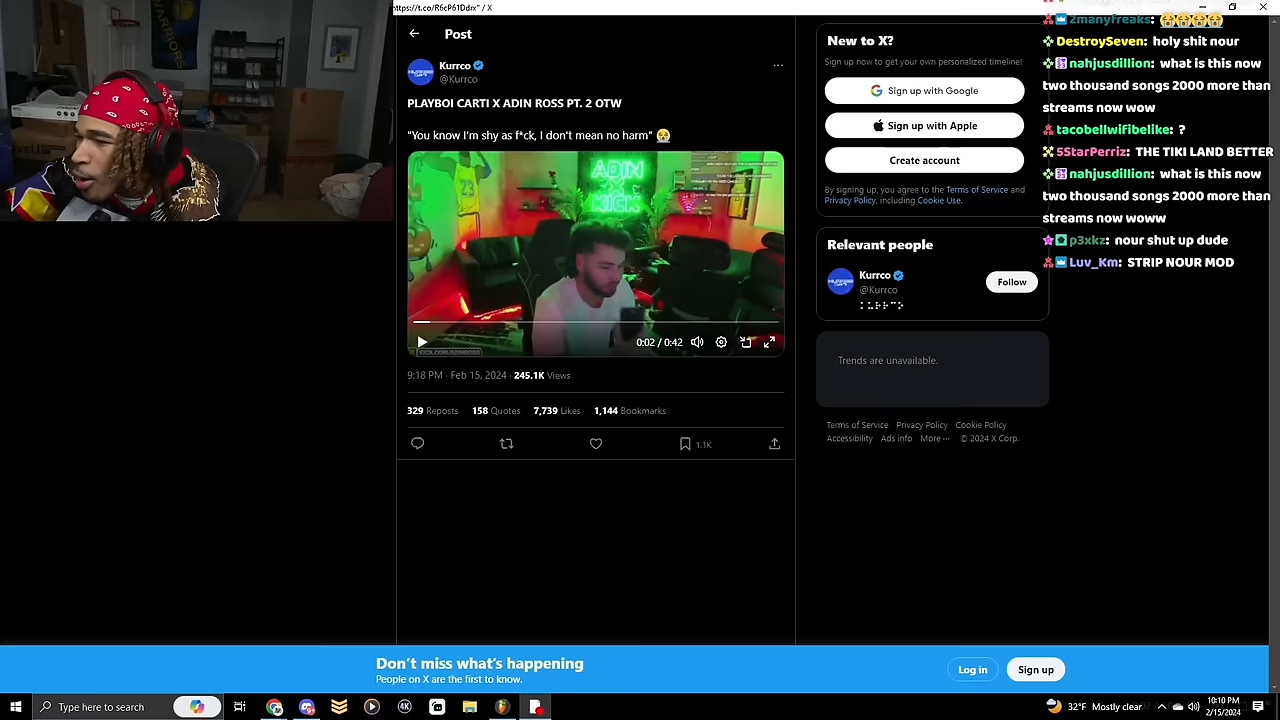 https://t.co/R6cP61Ddrx" / X
Post
Kurrco
@Kurrco
PLAYBOI CARTI X ADIN ROSS PT. 2 OTW
"You know I'm shy as f*ck, I don't mean no harm" 😭
ADIN
X
KICK
23
0:02 / 0:42
KICK.COM/ADINROSS
9:18 PM · Feb 15, 2024 · 245.1K Views
329 Reposts 158 Quotes 7,739 Likes 1,144 Bookmarks
1.1K
New to X?
Sign up now to get your own personalized timeline!
Sign up with Google
Sign up with Apple
Create account
By signing up, you agree to the Terms of Service and
Privacy Policy, including Cookie Use.
Relevant people
Kurrco
@Kurrco
Follow
Trends are unavailable.
Terms of Service Privacy Policy Cookie Policy
Accessibility Ads info More ··· © 2024 X Corp.
2manyfreaks: 😭😭😭😭
DestroySeven: holy shit nour
nahjusdillion: what is this now
two thousand songs 2000 more than
streams now wow
tacobellwifibelike: ?
5StarPerriz: THE TIKI LAND BETTER
nahjusdillion: what is this now
two thousand songs 2000 more than
streams now woww
p3xkz: nour shut up dude
Luv_Km: STRIP NOUR MOD
WARRIORS
Don't miss what's happening
People on X are the first to know.
Log in
Sign up
Type here to search
4K
32°F Mostly clear
10:10 PM
2/15/2024